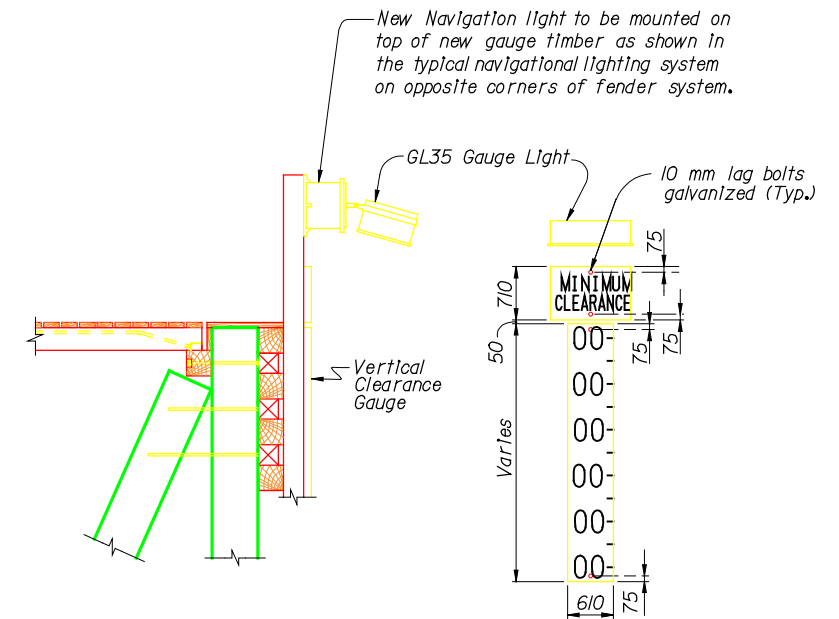 New Navigation light to be mounted on
top of new gauge timber as shown in
the typical navigational lighting system
on opposite corners of fender system.
GL35 Gauge Light
10 mm lag bolts
galvanized (Typ.)
75
710
MINIMUM
CLEARANCE
50
75
75
00
Vertical
Clearance
Gauge
00
00
Varies
00
00
00
610
75